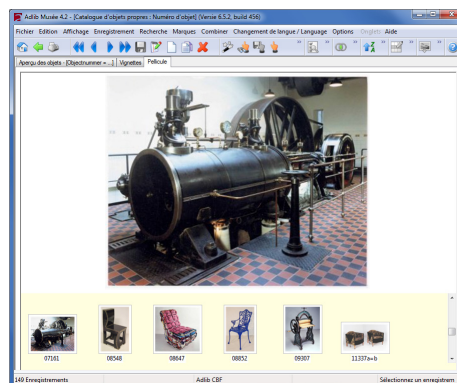 Adlib Musée 4.2 - [Catalogue d'objets propres : Numéro d'objet] (Versie 6.5.2, build 456)
Fichier Edition Affichage Enregistrement Recherche Marques Combiner Changement de langue / Language Options Onglets Aide
Aperçu des objets - [Objectnummer = ...] Vignettes Pellicule
07161 08548 08647 08852 09307 11337a+b
149 Enregistrements Adlib CBF Sélectionnez un enregistrem